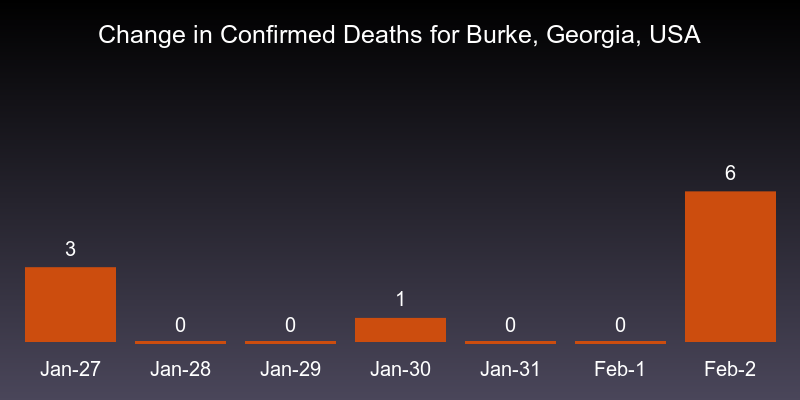 Change in Confirmed Deaths for Burke, Georgia, USA
3
0
0
1
0
0
6
Jan-27
Jan-28
Jan-29
Jan-30
Jan-31
Feb-1
Feb-2